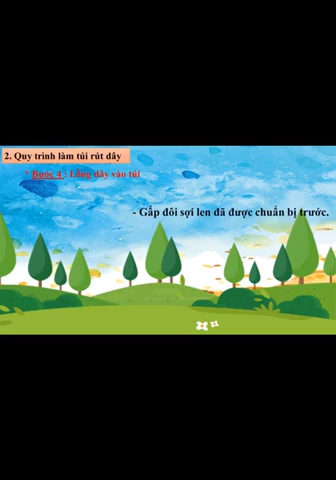 2. Quy trình làm túi rút dây
* Bước 4 : Lồng dây vào túi
- Gấp đôi sợi len đã được chuẩn bị trước.